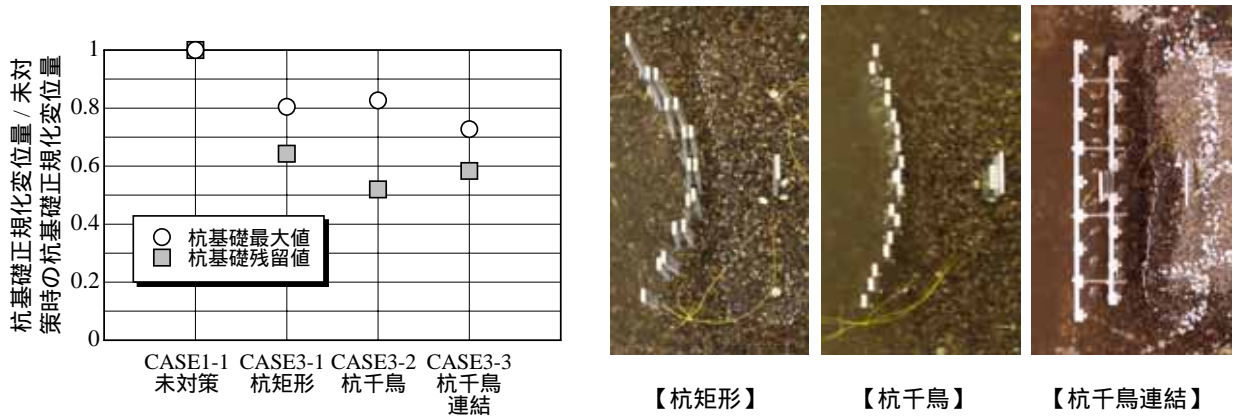 杭基礎正規化変位量 / 未対
策時の杭基礎正規化変位量
1
0.8
0.6
0.4
0.2
0
杭基礎最大値
杭基礎残留値
CASE1-1
未対策
CASE3-1
杭矩形
CASE3-2
杭千鳥
CASE3-3
杭千鳥
連結
【杭矩形】
【杭千鳥】
【杭千鳥連結】